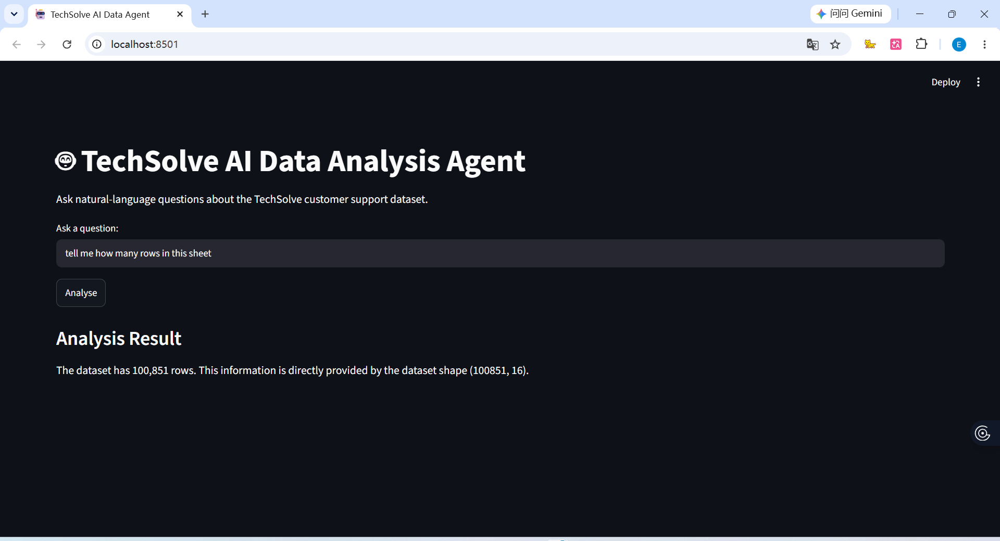 TechSolve AI Data Agent
问问 Gemini
localhost:8501
E
Deploy
TechSolve AI Data Analysis Agent
Ask natural-language questions about the TechSolve customer support dataset.
Ask a question:
tell me how many rows in this sheet
Analyse
Analysis Result
The dataset has 100,851 rows. This information is directly provided by the dataset shape (100851, 16).